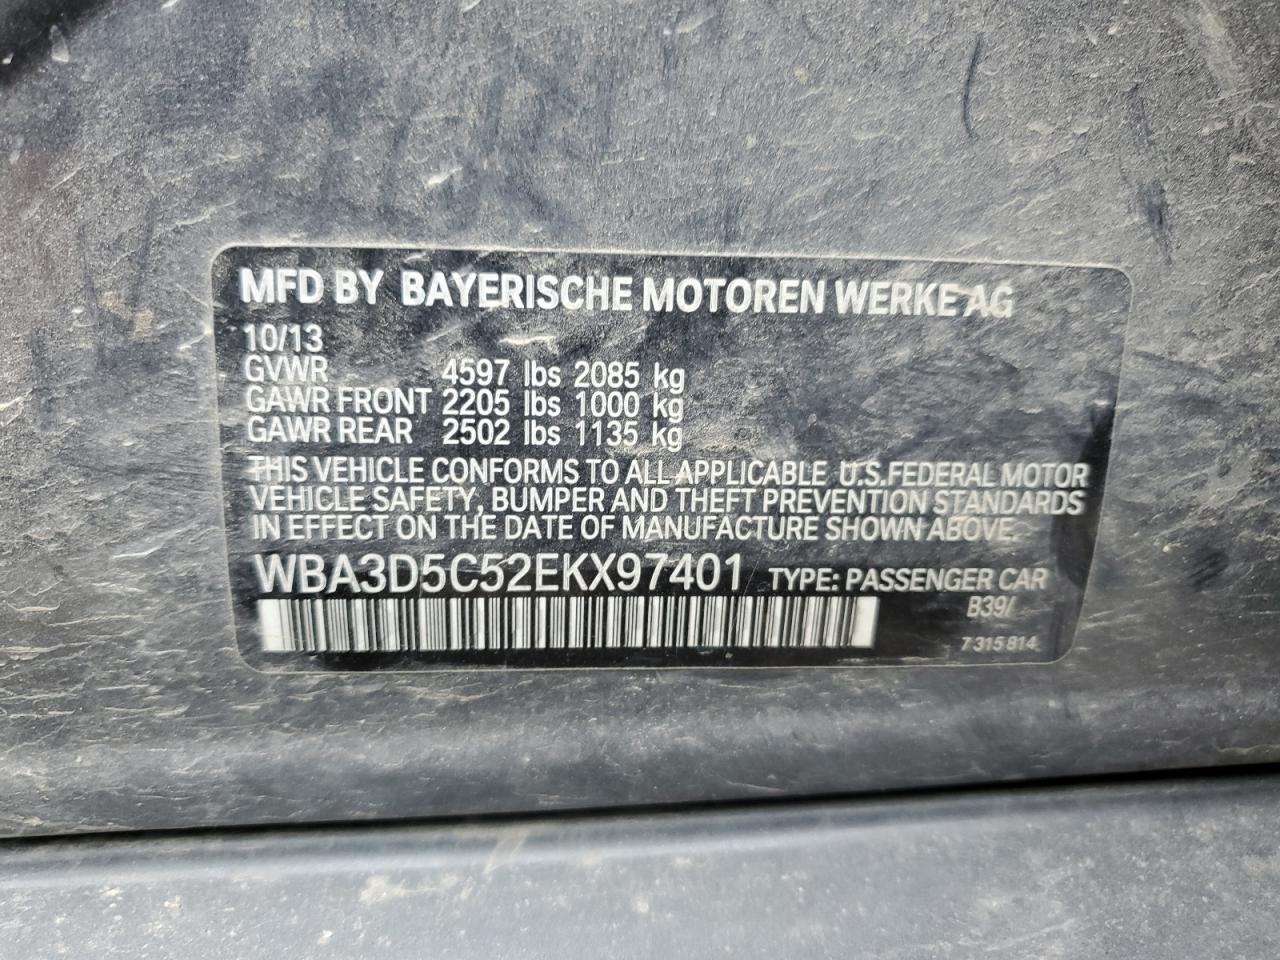 MFD BY BAYERISCHE MOTOREN WERKE AG
10/13
GVWR 4597 lbs 2085 kg
GAWR FRONT 2205 lbs 1000 kg
GAWR REAR 2502 lbs 1135 kg
THIS VEHICLE CONFORMS TO ALL APPLICABLE U.S. FEDERAL MOTOR
VEHICLE SAFETY, BUMPER AND THEFT PREVENTION STANDARDS
IN EFFECT ON THE DATE OF MANUFACTURE SHOWN ABOVE.
WBA3D5C52EKX97401 TYPE: PASSENGER CAR
B39/
7 315 814